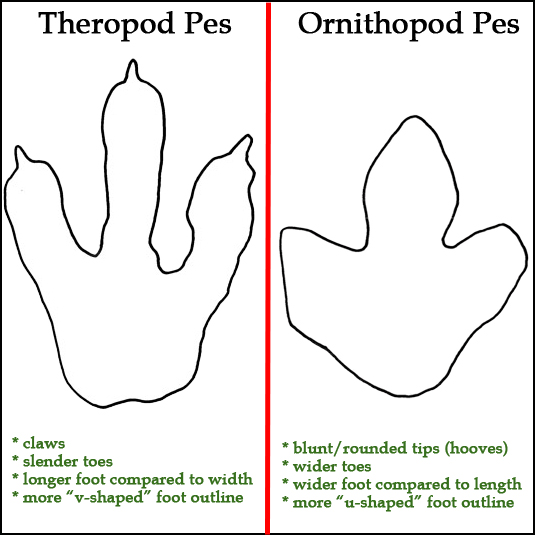 Theropod Pes
* claws
* slender toes
* longer foot compared to width
* more “v-shaped” foot outline
Ornithopod Pes
* blunt/rounded tips (hooves)
* wider toes
* wider foot compared to length
* more “u-shaped” foot outline